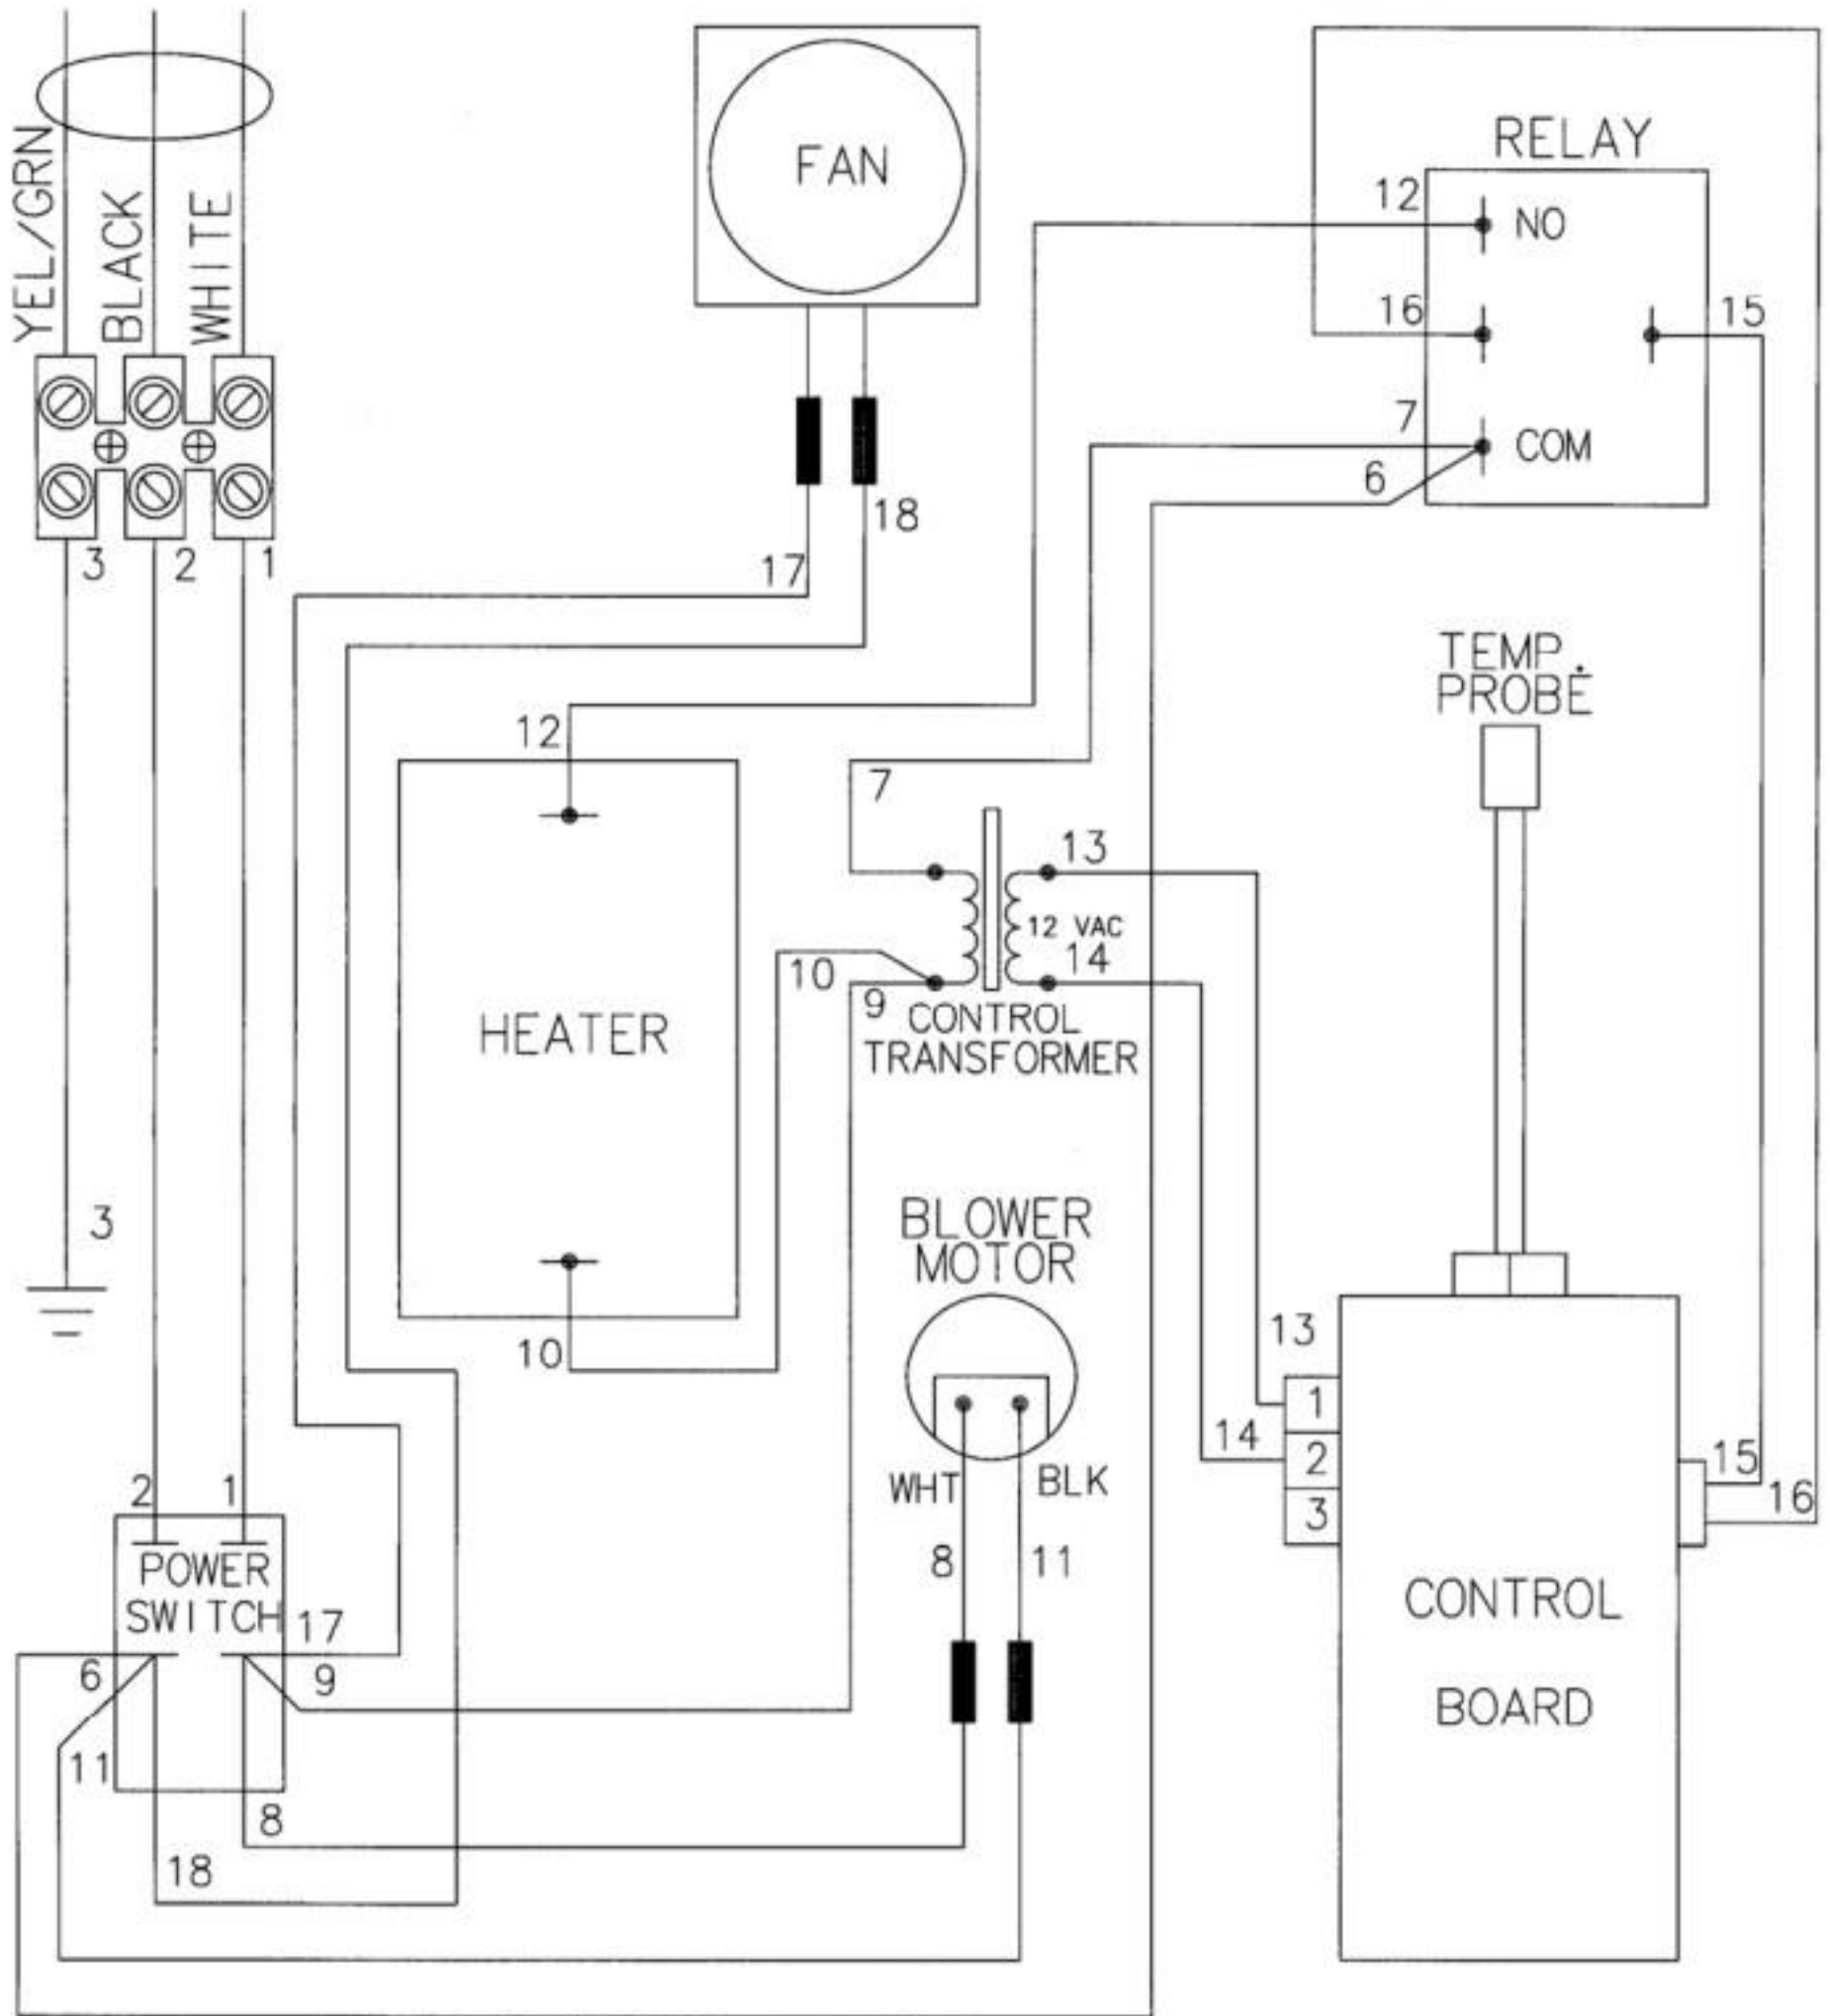 YEL/GRN
BLACK
WHITE
3
2
1
FAN
17
18
RELAY
12
NO
16
15
7
COM
6
TEMP.
PROBE
12
HEATER
10
7
13
12 VAC
14
10
9
CONTROL
TRANSFORMER
3
BLOWER
MOTOR
WHT
BLK
8
11
13
1
14
2
3
15
16
CONTROL
BOARD
2
1
POWER
SWITCH
17
6
9
11
8
18